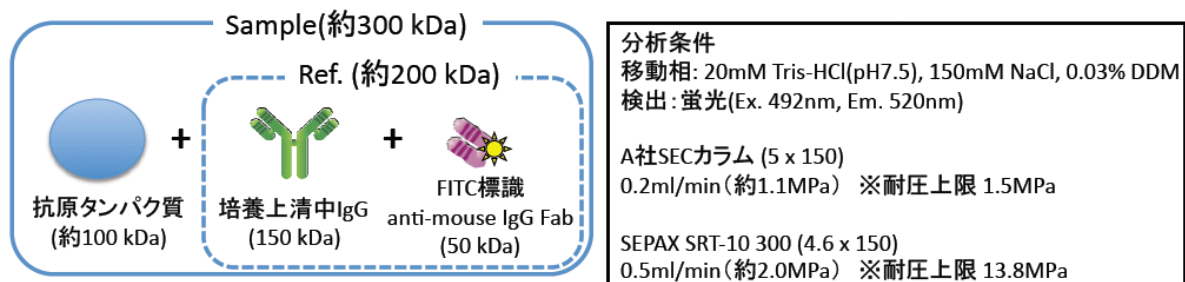 Sample(約300 kDa)
Ref. (約200 kDa)
+
+
抗原タンパク質
(約100 kDa)
培養上清中IgG
(150 kDa)
FITC標識
anti-mouse IgG Fab
(50 kDa)
分析条件
移動相: 20mM Tris-HCl(pH7.5), 150mM NaCl, 0.03% DDM
検出：蛍光(Ex. 492nm, Em. 520nm)
A社SECカラム (5 x 150)
0.2ml/min（約1.1MPa） ※耐圧上限 1.5MPa
SEPAX SRT-10 300 (4.6 x 150)
0.5ml/min（約2.0MPa） ※耐圧上限 13.8MPa